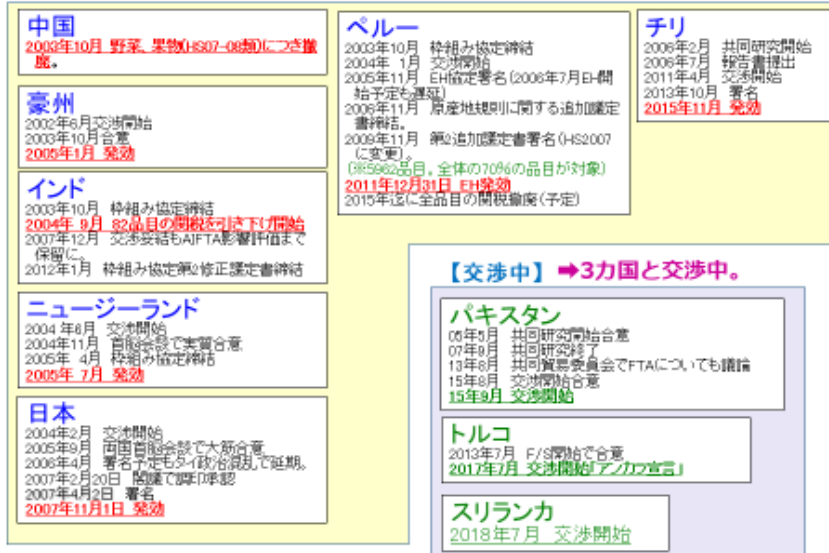 中国
2003年10月 野菜、果物(HS07-08類)につき撤
廃。
豪州
2002年6月交渉開始
2003年10月合意
2005年1月 発効
インド
2003年10月 枠組み協定締結
2004年 9月 82品目の関税を引き下げ開始
2007年12月 交渉妥結もAIFTA影響評価まで
保留に。
2012年1月 枠組み協定第2修正議定書締結
ニュージーランド
2004 年6月 交渉開始
2004年11月 首脳会談で実質合意
2005年 4月 枠組み協定締結
2005年 7月 発効
日本
2004年2月 交渉開始
2005年9月 両国首脳会談で大筋合意
2006年4月 署名予定もタイ政治混乱で延期。
2007年2月20日 閣議で調印承認
2007年4月2日 署名
2007年11月1日 発効
ペルー
2003年10月 枠組み協定締結
2004年 1月 交渉開始
2005年11月 EH協定署名(2006年7月EH開
始予定も遅延)
2006年11月 原産地規則に関する追加議定
書締結。
2009年11月 第2追加議定書署名(HS2007
に変更)。
(※5962品目。全体の70%の品目が対象)
2011年12月31日 EH発効
2015年迄に全品目の関税撤廃(予定)
チリ
2006年2月 共同研究開始
2006年7月 報告書提出
2011年4月 交渉開始
2013年10月 署名
2015年11月 発効
【交渉中】 ➡3カ国と交渉中。
パキスタン
05年5月 共同研究開始合意
07年9月 共同研究終了
13年8月 共同貿易委員会でFTAについても議論
15年8月 交渉開始合意
15年9月 交渉開始
トルコ
2013年7月 F/S開始で合意
2017年7月 交渉開始「アンカラ宣言」
スリランカ
2018年7月 交渉開始